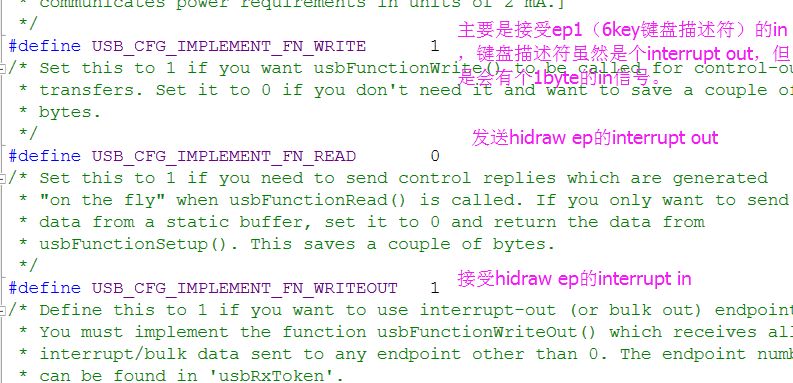 * communicates power requirements in units of 2 mA.]
*/
#define USB_CFG_IMPLEMENT_FN_WRITE 1
主要是接受ep1（6key键盘描述符）的in
，键盘描述符虽然是个interrupt out，但
是会有个1byte的in信号。
/* Set this to 1 if you want usbFunctionWrite() to be called for control-ou
* transfers. Set it to 0 if you don't need it and want to save a couple of
* bytes.
*/
发送hidraw ep的interrupt out
#define USB_CFG_IMPLEMENT_FN_READ 0
/* Set this to 1 if you need to send control replies which are generated
* "on the fly" when usbFunctionRead() is called. If you only want to send
* data from a static buffer, set it to 0 and return the data from
* usbFunctionSetup(). This saves a couple of bytes.
*/
接受hidraw ep的interrupt in
#define USB_CFG_IMPLEMENT_FN_WRITEOUT 1
/* Define this to 1 if you want to use interrupt-out (or bulk out) endpoint
* You must implement the function usbFunctionWriteOut() which receives all
* interrupt/bulk data sent to any endpoint other than 0. The endpoint numb
* can be found in 'usbRxToken'.